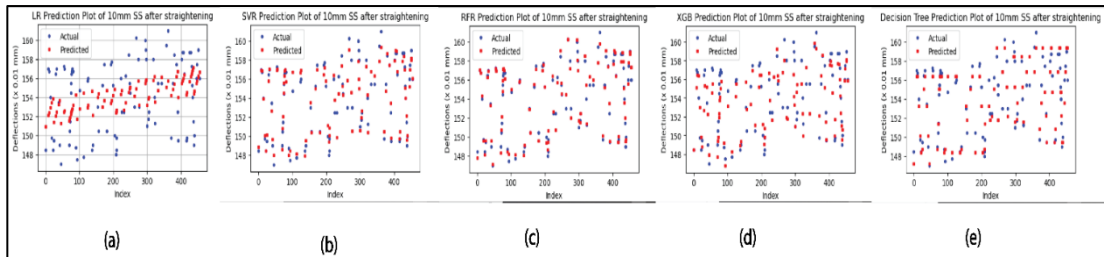 LR Prediction Plot of 10mm SS after straightening
Actual
Predicted
Deflections (x 0.01 mm)
160
158
156
154
152
150
148
0 100 200 300 400
Index
(a)
SVR Prediction Plot of 10mm SS after straightening
Actual
Predicted
Deflections (x 0.01 mm)
160
158
156
154
152
150
148
0 100 200 300 400
Index
(b)
RFR Prediction Plot of 10mm SS after straightening
Actual
Predicted
Deflections (x 0.01 mm)
160
158
156
154
152
150
148
0 100 200 300 400
Index
(c)
XGB Prediction Plot of 10mm SS after straightening
Actual
Predicted
Deflections (x 0.01 mm)
160
158
156
154
152
150
148
0 100 200 300 400
Index
(d)
Decision Tree Prediction Plot of 10mm SS after straightening
Actual
Predicted
Deflections (x 0.01 mm)
160
158
156
154
152
150
148
0 100 200 300 400
Index
(e)